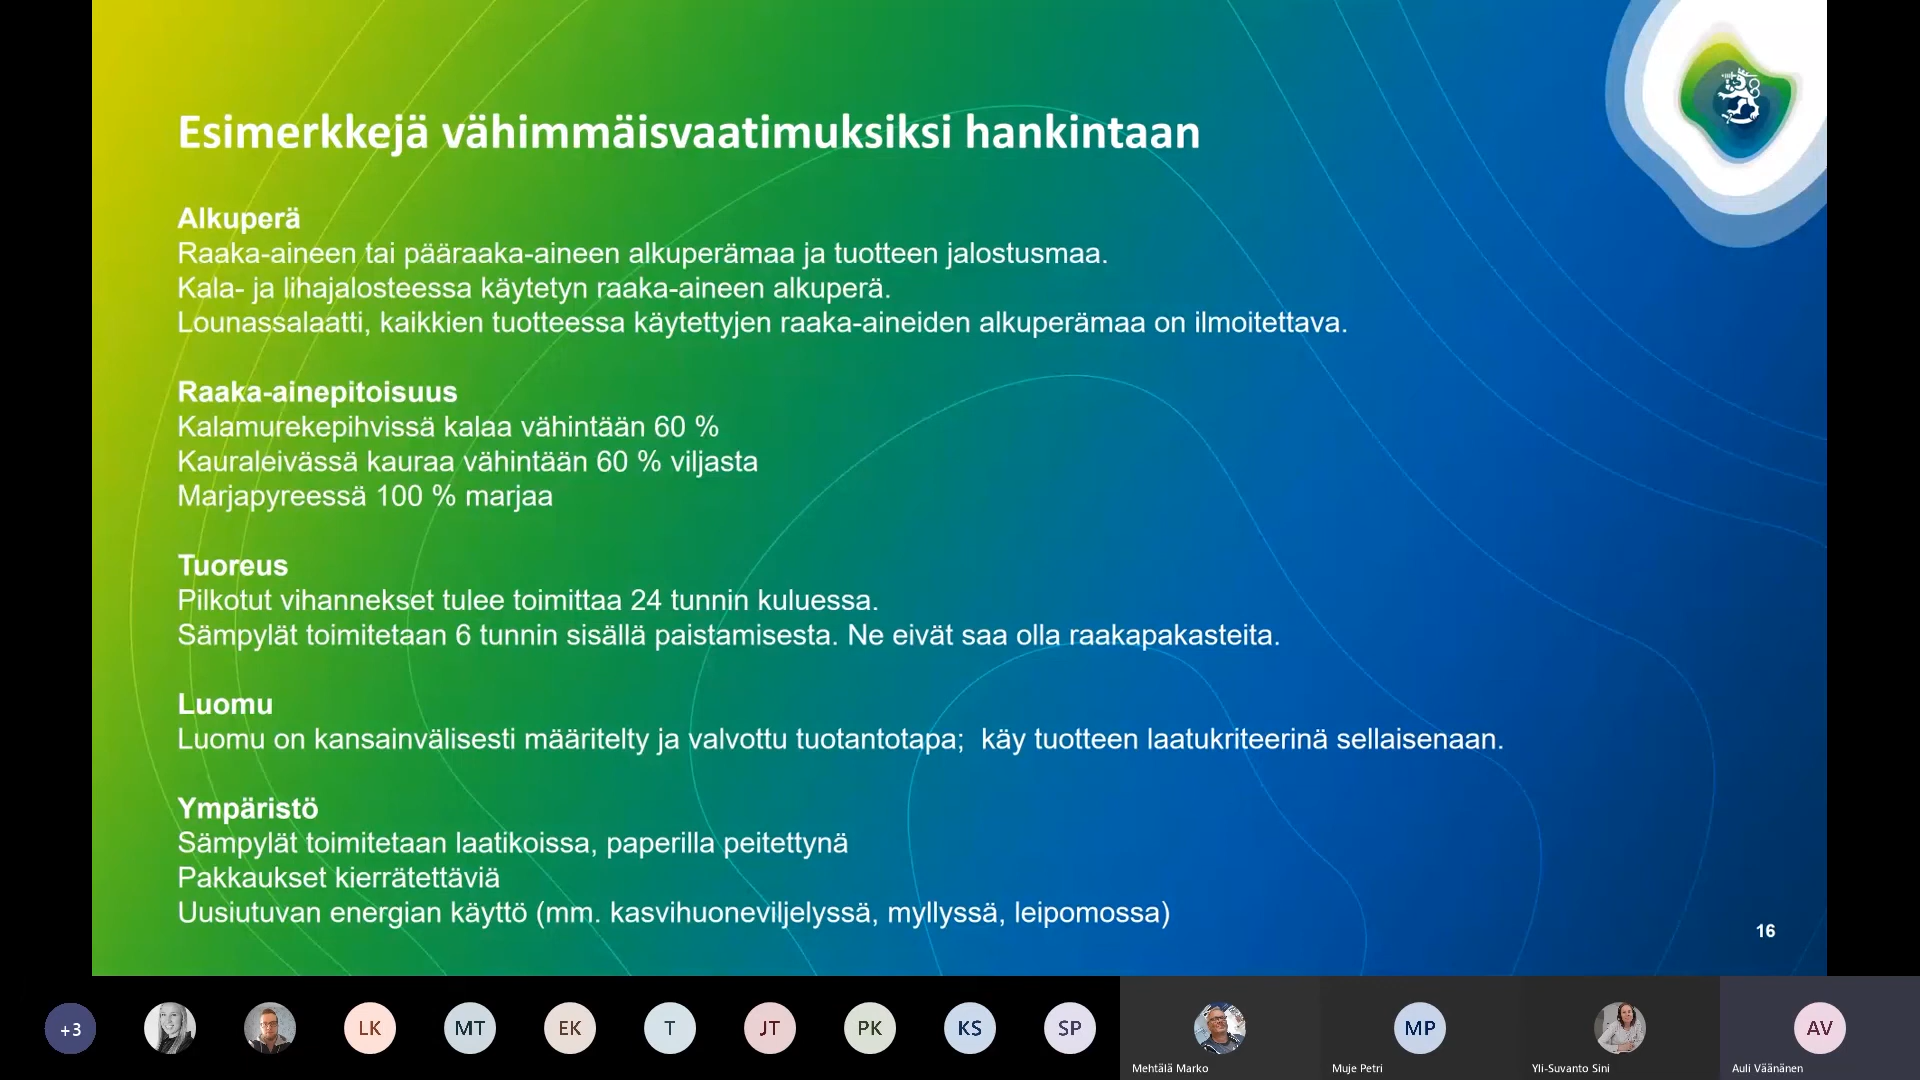 Esimerkkejä vähimmäisvaatimuksiksi hankintaan
Alkuperä
Raaka-aineen tai pääraaka-aineen alkuperämaa ja tuotteen jalostusmaa.
Kala- ja lihajalosteessa käytetyn raaka-aineen alkuperä.
Lounassalaatti, kaikkien tuotteessa käytettyjen raaka-aineiden alkuperämaa on ilmoitettava.
Raaka-ainepitoisuus
Kalamurekepihvissä kalaa vähintään 60 %
Kauraleivässä kauraa vähintään 60 % viljasta
Marjapyreessä 100 % marjaa
Tuoreus
Pilkotut vihannekset tulee toimittaa 24 tunnin kuluessa.
Sämpylät toimitetaan 6 tunnin sisällä paistamisesta. Ne eivät saa olla raakapakasteita.
Luomu
Luomu on kansainvälisesti määritelty ja valvottu tuotantotapa;  käy tuotteen laatukriteerinä sellaisenaan.
Ympäristö
Sämpylät toimitetaan laatikoissa, paperilla peitettynä
Pakkaukset kierrätettäviä
Uusiutuvan energian käyttö (mm. kasvihuoneviljelyssä, myllyssä, leipomossa)
16
+3 LK MT EK T JT PK KS SP MP AV
Mehtälä Marko Muje Petri Yli-Suvanto Sini Auli Väänänen